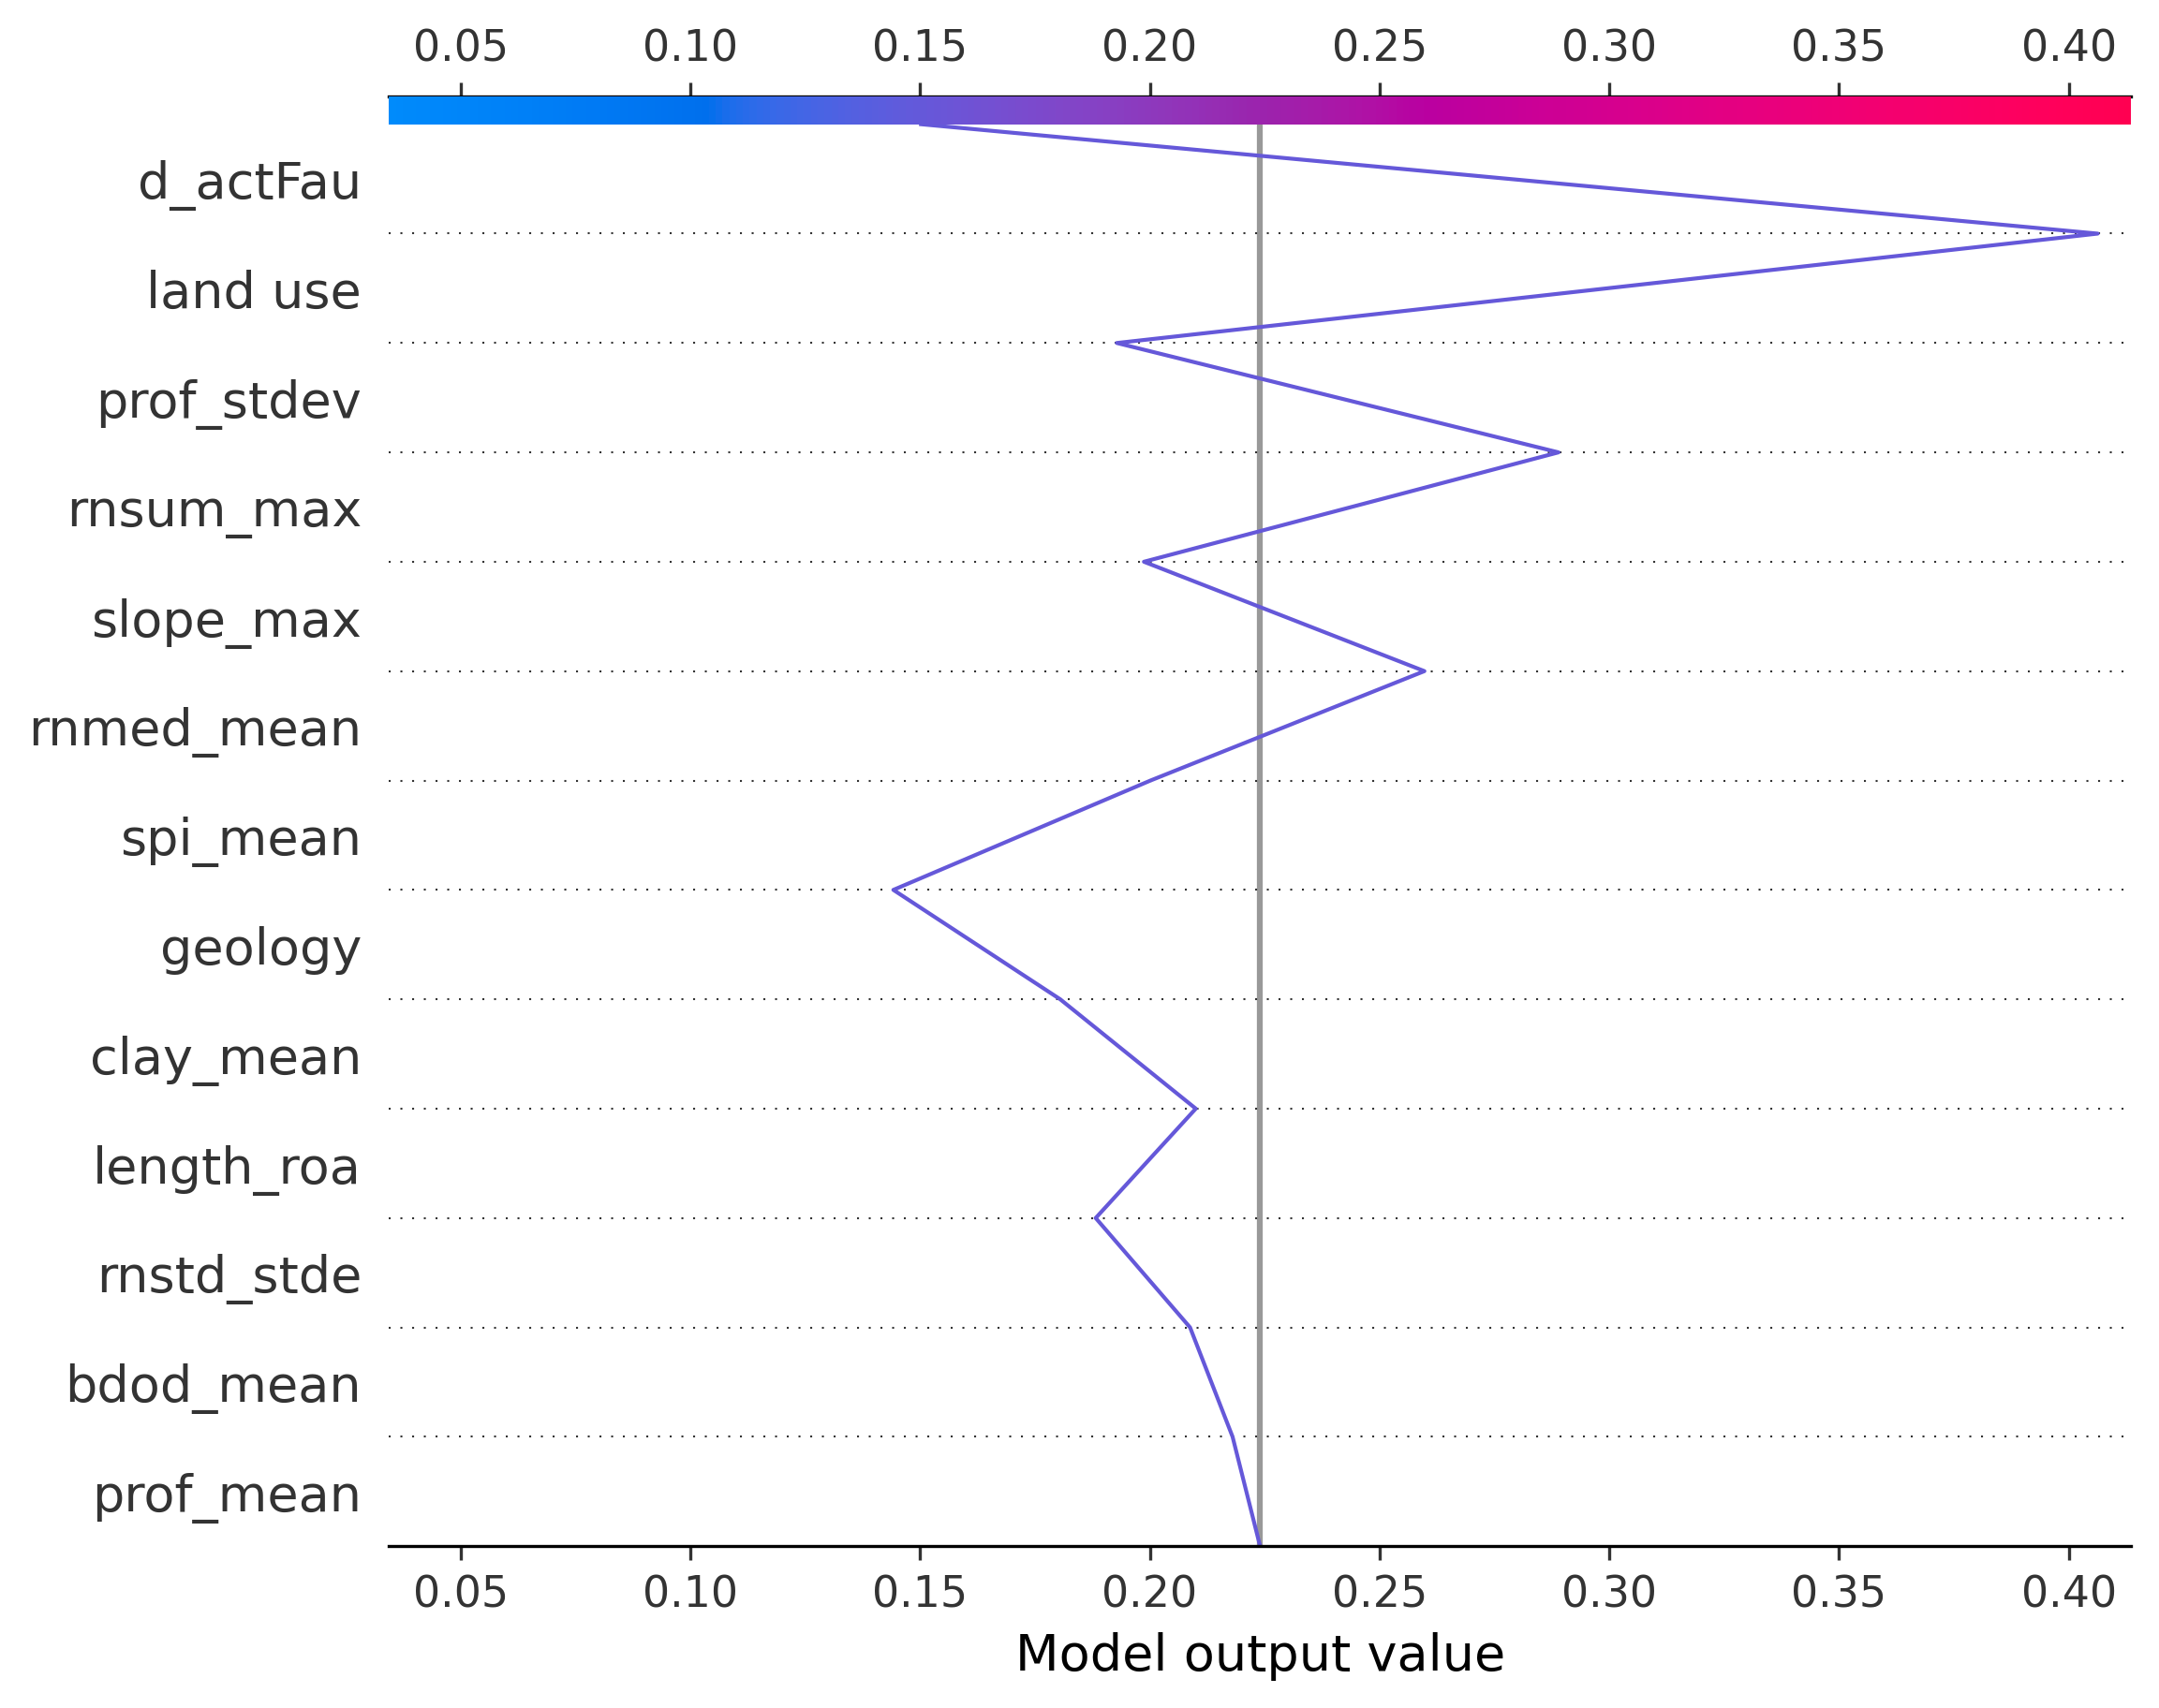 0.05 0.10 0.15 0.20 0.25 0.30 0.35 0.40
d_actFau
land use
prof_stdev
rnsum_max
slope_max
rnmed_mean
spi_mean
geology
clay_mean
length_roa
rnstd_stde
bdod_mean
prof_mean
0.05 0.10 0.15 0.20 0.25 0.30 0.35 0.40
Model output value